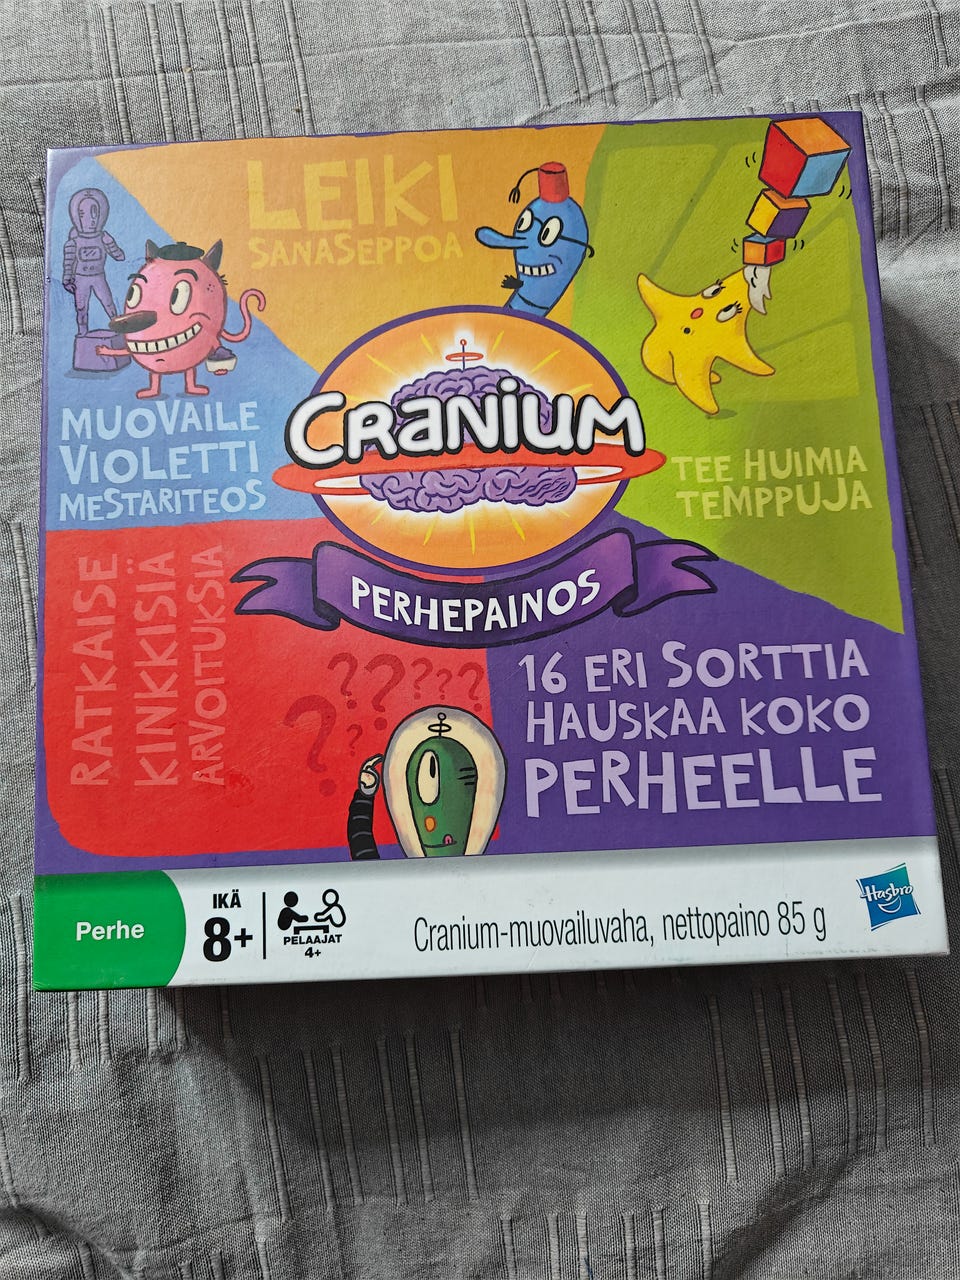 LEIKI
SANASEPPOA
MUOVAILE
VIOLETTI
MESTARITEOS
CRANIUM
PERHEPAINOS
TEE HUIMIA
TEMPPUJA
RATKAISE
KINKKISIÄ
ARVOITUKSIA
? ? ? ? ? ? ?
16 ERI SORTTIA
HAUSKAA KOKO
PERHEELLE
Perhe
IKÄ
8+
PELAAJAT
4+
Cranium-muovailuvaha, nettopaino 85 g
Hasbro